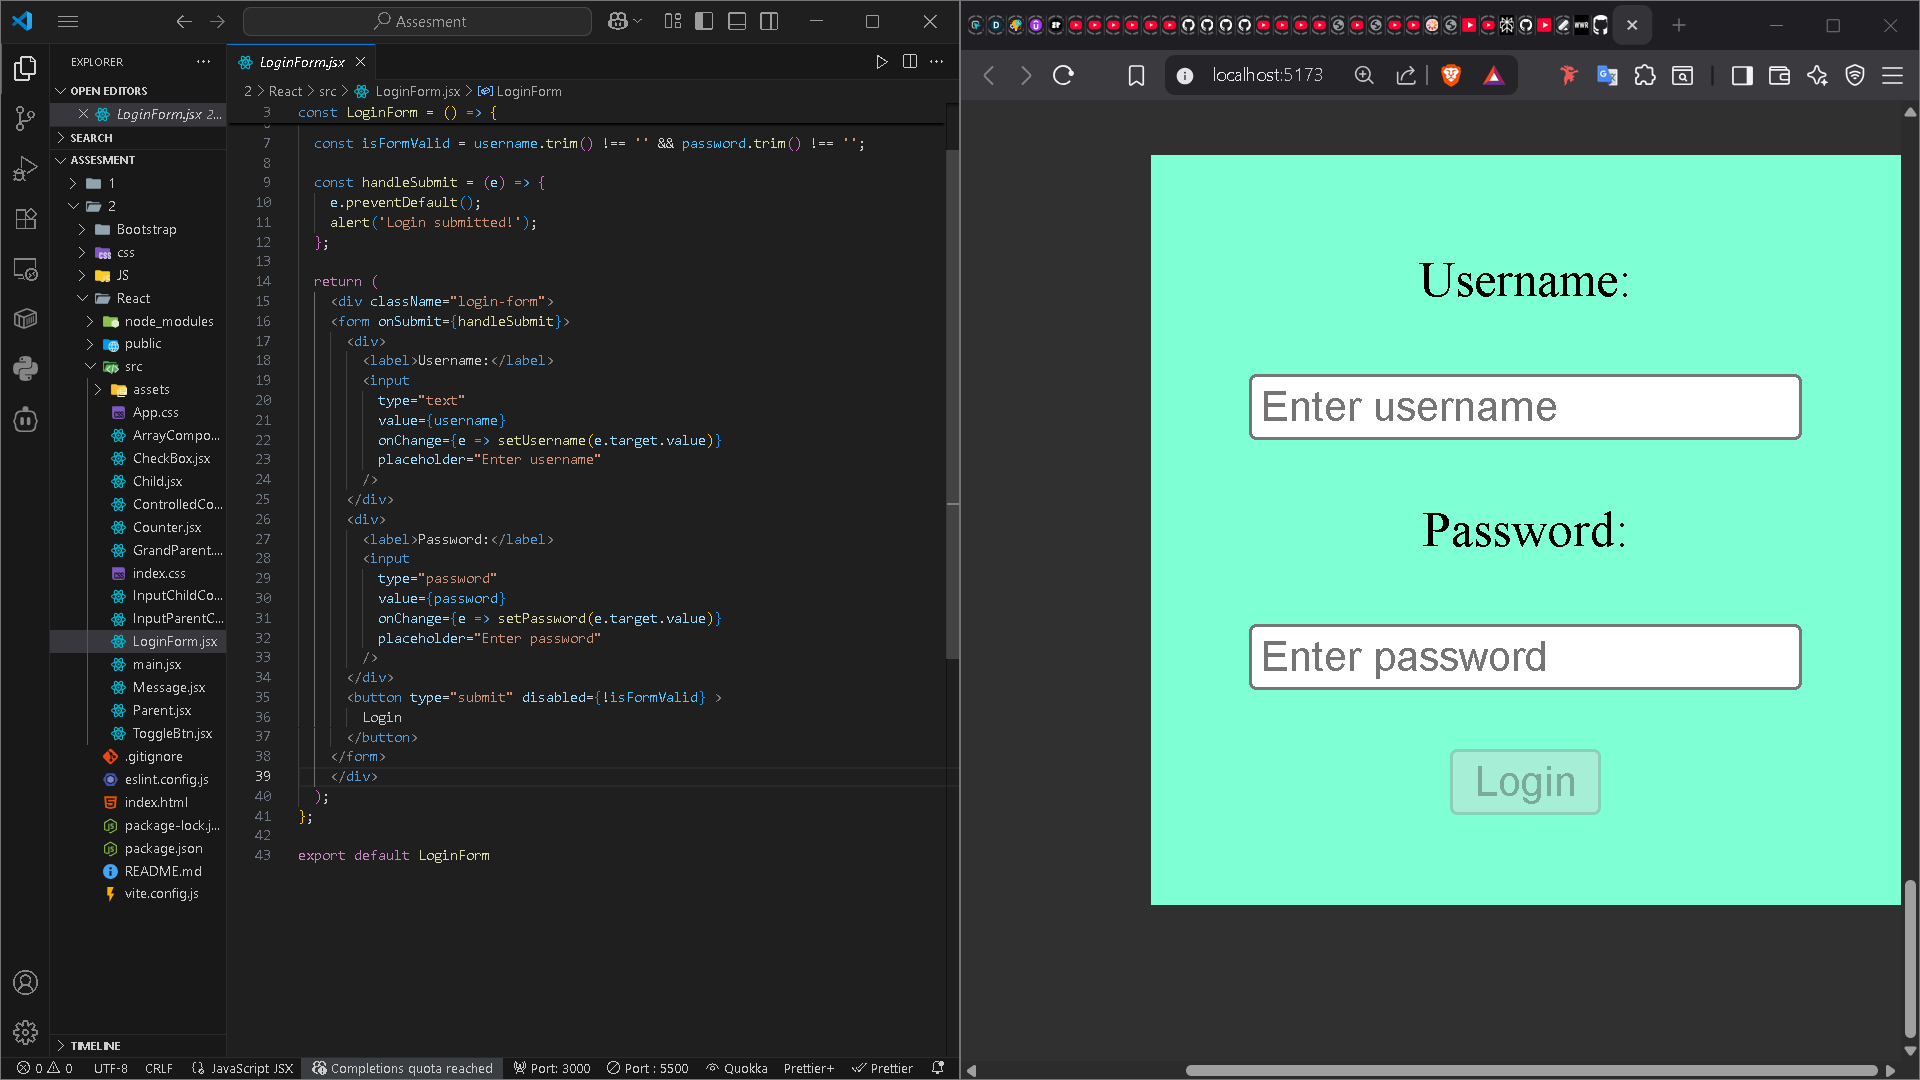 Assesment
EXPLORER
OPEN EDITORS
LoginForm.jsx 2...
SEARCH
ASSESMENT
1
2
Bootstrap
css
JS
React
node_modules
public
src
assets
App.css
ArrayCompo...
CheckBox.jsx
Child.jsx
ControlledCo...
Counter.jsx
GrandParent....
index.css
InputChildCo...
InputParentC...
LoginForm.jsx
main.jsx
Message.jsx
Parent.jsx
ToggleBtn.jsx
.gitignore
eslint.config.js
index.html
package-lock.j...
package.json
README.md
vite.config.js
TIMELINE
LoginForm.jsx
2 > React > src > LoginForm.jsx > LoginForm
3 const LoginForm = () => {
7 const isFormValid = username.trim() !== '' && password.trim() !== '';
8
9 const handleSubmit = (e) => {
10 e.preventDefault();
11 alert('Login submitted!');
12 };
13
14 return (
15 <div className="login-form">
16 <form onSubmit={handleSubmit}>
17 <div>
18 <label>Username:</label>
19 <input
20 type="text"
21 value={username}
22 onChange={e => setUsername(e.target.value)}
23 placeholder="Enter username"
24 />
25 </div>
26 <div>
27 <label>Password:</label>
28 <input
29 type="password"
30 value={password}
31 onChange={e => setPassword(e.target.value)}
32 placeholder="Enter password"
33 />
34 </div>
35 <button type="submit" disabled={!isFormValid} >
36 Login
37 </button>
38 </form>
39 </div>
40 );
41 };
42
43 export default LoginForm
0 0 UTF-8 CRLF {} JavaScript JSX Completions quota reached Port: 3000 Port : 5500 Quokka Prettier+ Prettier
localhost:5173
Username:
Enter username
Password:
Enter password
Login